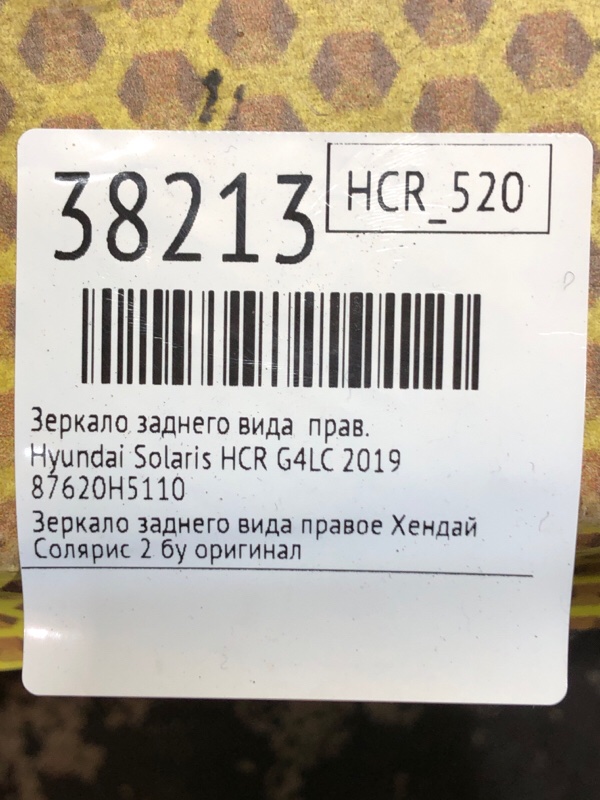 38213
HCR_520
Зеркало заднего вида прав.
Hyundai Solaris HCR G4LC 2019
87620H5110
Зеркало заднего вида правое Хендай
Солярис 2 бу оригинал